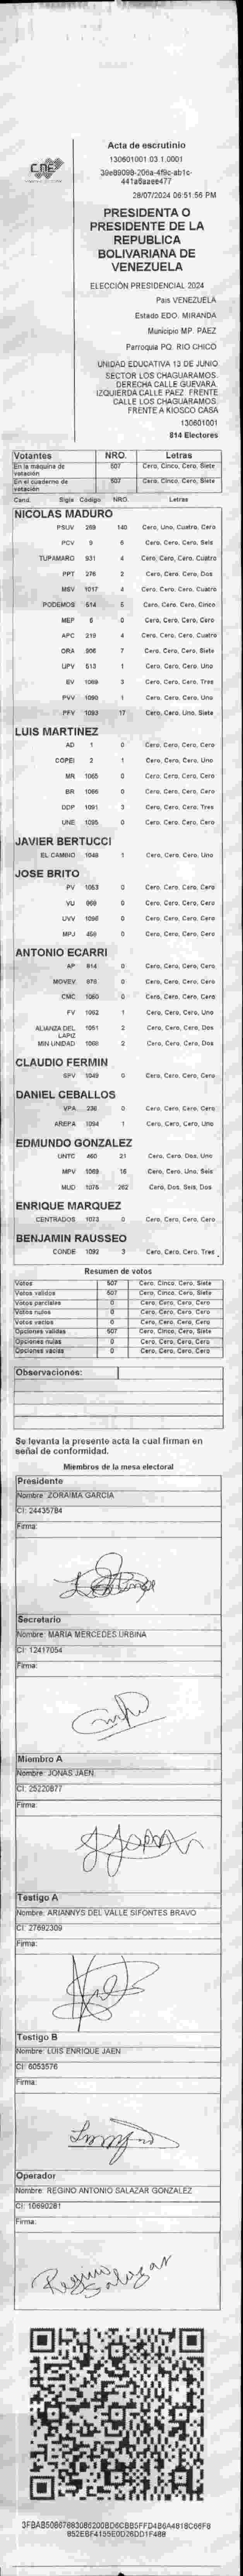 CNE
Acta de escrutinio
130601001.03.1.0001
39e89098-206a-4f9c-ab1c-
441a6aaee477
28/07/2024 06:51:56 PM
PRESIDENTA O
PRESIDENTE DE LA
REPUBLICA
BOLIVARIANA DE
VENEZUELA
ELECCIÓN PRESIDENCIAL 2024
Pais VENEZUELA
Estado EDO. MIRANDA
Municipio MP. PAEZ
Parroquia PQ. RIO CHICO
UNIDAD EDUCATIVA 13 DE JUNIO
SECTOR LOS CHAGUARAMOS.
DERECHA CALLE GUEVARA.
IZQUIERDA CALLE PAEZ. FRENTE
CALLE LOS CHAGUARAMOS.
FRENTE A KIOSCO CASA
130601001
814 Electores
Votantes NRO. Letras
En la máquina de votación 507 Cero, Cinco, Cero, Siete
En el cuaderno de votación 507 Cero, Cinco, Cero, Siete
Cand. Sigla Código NRO. Letras
NICOLAS MADURO
PSUV 269 140 Cero, Uno, Cuatro, Cero
PCV 9 6 Cero, Cero, Cero, Seis
TUPAMARO 931 4 Cero, Cero, Cero, Cuatro
PPT 276 2 Cero, Cero, Cero, Dos
MSV 1017 4 Cero, Cero, Cero, Cuatro
PODEMOS 514 5 Cero, Cero, Cero, Cinco
MEP 6 0 Cero, Cero, Cero, Cero
APC 219 4 Cero, Cero, Cero, Cuatro
ORA 906 7 Cero, Cero, Cero, Siete
UPV 513 1 Cero, Cero, Cero, Uno
EV 1069 3 Cero, Cero, Cero, Tres
PVV 1090 1 Cero, Cero, Cero, Uno
PFV 1093 17 Cero, Cero, Uno, Siete
LUIS MARTINEZ
AD 1 0 Cero, Cero, Cero, Cero
COPEI 2 1 Cero, Cero, Cero, Uno
MR 1065 0 Cero, Cero, Cero, Cero
BR 1066 0 Cero, Cero, Cero, Cero
DDP 1091 3 Cero, Cero, Cero, Tres
UNE 1095 0 Cero, Cero, Cero, Cero
JAVIER BERTUCCI
EL CAMBIO 1048 1 Cero, Cero, Cero, Uno
JOSE BRITO
PV 1053 0 Cero, Cero, Cero, Cero
VU 969 0 Cero, Cero, Cero, Cero
UVV 1096 0 Cero, Cero, Cero, Cero
MPJ 468 0 Cero, Cero, Cero, Cero
ANTONIO ECARRI
AP 914 0 Cero, Cero, Cero, Cero
MOVEV 978 0 Cero, Cero, Cero, Cero
CMC 1080 0 Cero, Cero, Cero, Cero
FV 1062 1 Cero, Cero, Cero, Uno
ALIANZA DEL LAPIZ 1051 2 Cero, Cero, Cero, Dos
MIN UNIDAD 1068 2 Cero, Cero, Cero, Dos
CLAUDIO FERMIN
SPV 1049 0 Cero, Cero, Cero, Cero
DANIEL CEBALLOS
VPA 236 0 Cero, Cero, Cero, Cero
AREPA 1094 1 Cero, Cero, Cero, Uno
EDMUNDO GONZALEZ
UNTC 460 21 Cero, Cero, Dos, Uno
MPV 1069 16 Cero, Cero, Uno, Seis
MUD 1075 262 Cero, Dos, Seis, Dos
ENRIQUE MARQUEZ
CENTRADOS 1073 0 Cero, Cero, Cero, Cero
BENJAMIN RAUSSEO
CONDE 1092 3 Cero, Cero, Cero, Tres
Resumen de votos
Votos 507 Cero, Cinco, Cero, Siete
Votos válidos 507 Cero, Cinco, Cero, Siete
Votos parciales 0 Cero, Cero, Cero, Cero
Votos nulos 0 Cero, Cero, Cero, Cero
Votos vacíos 0 Cero, Cero, Cero, Cero
Opciones válidas 507 Cero, Cinco, Cero, Siete
Opciones nulas 0 Cero, Cero, Cero, Cero
Opciones vacías 0 Cero, Cero, Cero, Cero
Observaciones:
Se levanta la presente acta la cual firman en
señal de conformidad.
Miembros de la mesa electoral
Presidente
Nombre: ZORAIMA GARCIA
CI: 24435784
Firma:
Secretario
Nombre: MARIA MERCEDES URBINA
CI: 12417054
Firma:
Miembro A
Nombre: JONAS JAEN
CI: 25220877
Firma:
Testigo A
Nombre: ARIANNYS DEL VALLE SIFONTES BRAVO
CI: 27692309
Firma:
Testigo B
Nombre: LUIS ENRIQUE JAEN
CI: 6053576
Firma:
Operador
Nombre: REGINO ANTONIO SALAZAR GONZALEZ
CI: 10690281
Firma:
Regino
Salazar